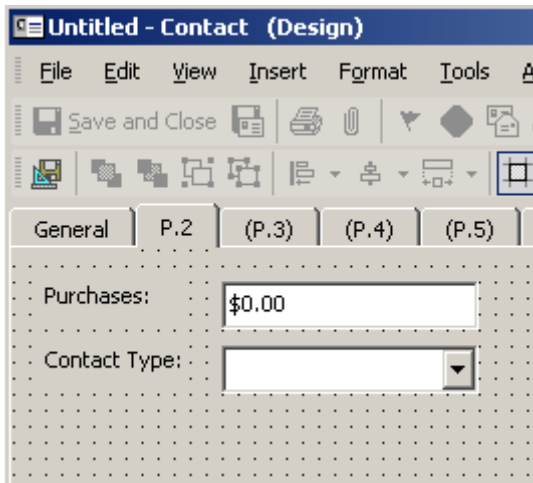 Untitled - Contact (Design)
File Edit View Insert Format Tools A
Save and Close
General P.2 (P.3) (P.4) (P.5)
Purchases: $0.00
Contact Type: